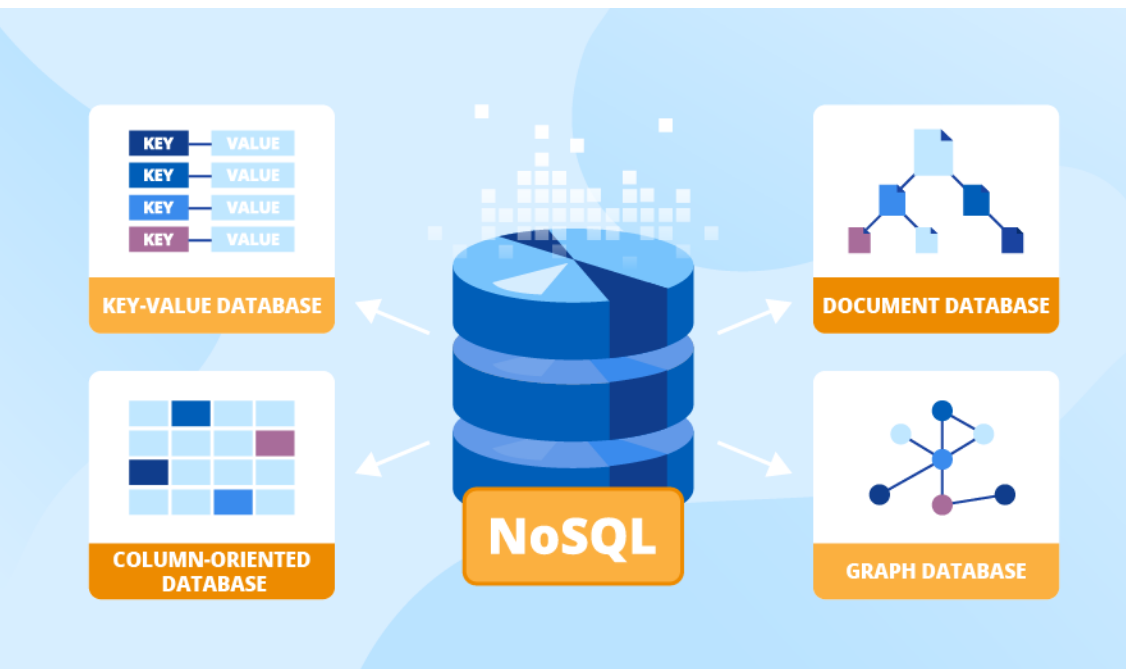 KEY VALUE
KEY VALUE
KEY VALUE
KEY VALUE
KEY-VALUE DATABASE
DOCUMENT DATABASE
COLUMN-ORIENTED
DATABASE
NoSQL
GRAPH DATABASE